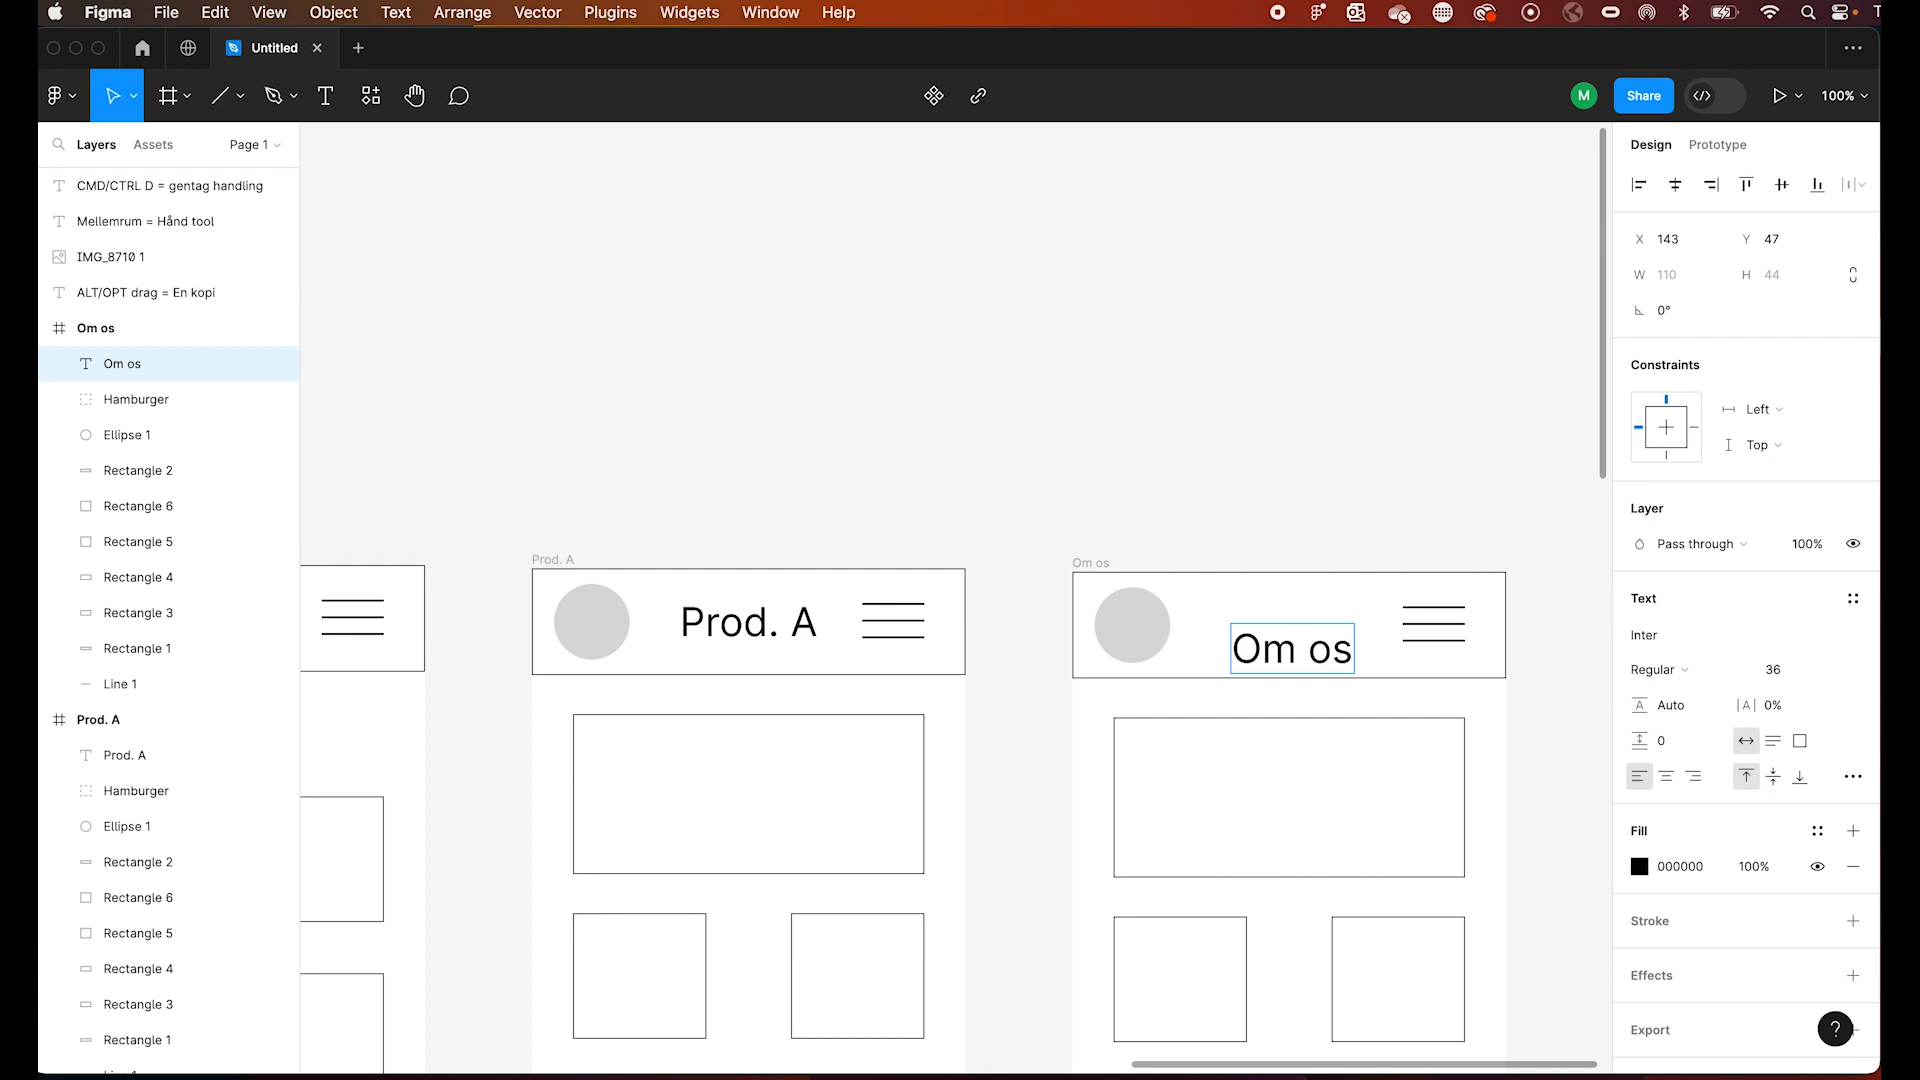 Figma File Edit View Object Text Arrange Vector Plugins Widgets Window Help
Untitled
M
Share
100%
Layers Assets Page 1
CMD/CTRL D = gentag handling
Mellemrum = Hånd tool
IMG_8710 1
ALT/OPT drag = En kopi
Om os
Om os
Hamburger
Ellipse 1
Rectangle 2
Rectangle 6
Rectangle 5
Rectangle 4
Rectangle 3
Rectangle 1
Line 1
Prod. A
Prod. A
Hamburger
Ellipse 1
Rectangle 2
Rectangle 6
Rectangle 5
Rectangle 4
Rectangle 3
Rectangle 1
Prod. A
Prod. A
Om os
Om os
Design Prototype
X 143 Y 47
W 110 H 44
0°
Constraints
Left
Top
Layer
Pass through 100%
Text
Inter
Regular 36
Auto |A| 0%
0
Fill
000000 100%
Stroke
Effects
Export
?